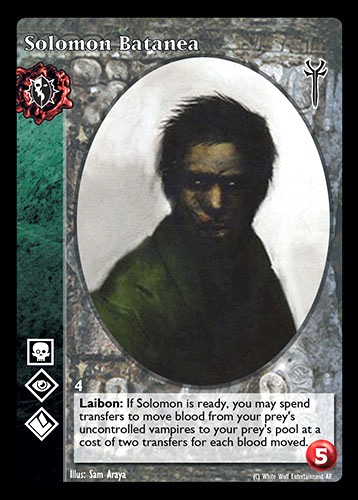 Solomon Batanea
4
Laibon: If Solomon is ready, you may spend
transfers to move blood from your prey's
uncontrolled vampires to your prey's pool at a
cost of two transfers for each blood moved.
5
Illus: Sam Araya
(C) White Wolf Entertainment AB